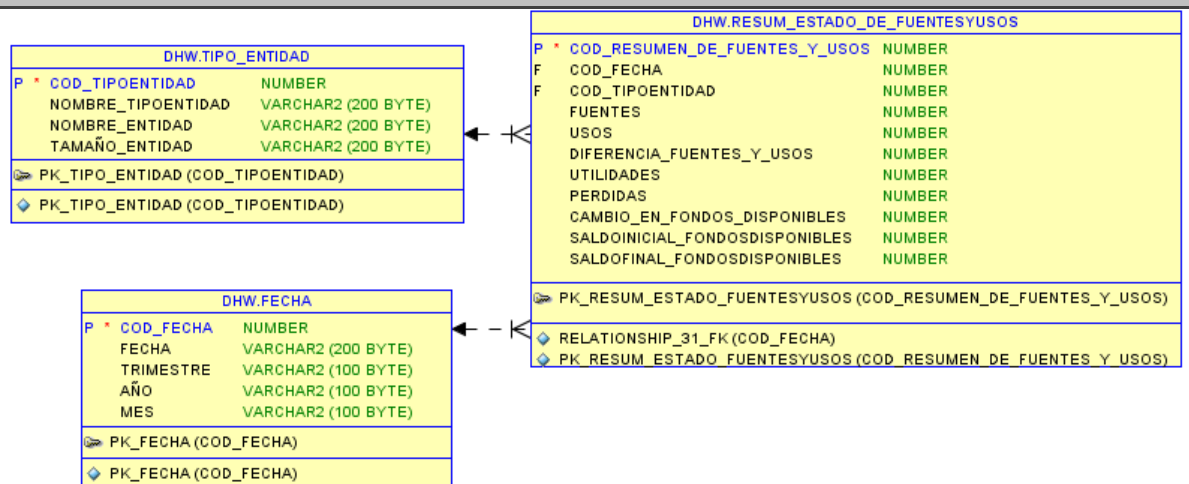 DHW.TIPO_ENTIDAD
P * COD_TIPOENTIDAD NUMBER
NOMBRE_TIPOENTIDAD VARCHAR2 (200 BYTE)
NOMBRE_ENTIDAD VARCHAR2 (200 BYTE)
TAMAÑO_ENTIDAD VARCHAR2 (200 BYTE)
PK_TIPO_ENTIDAD (COD_TIPOENTIDAD)
PK_TIPO_ENTIDAD (COD_TIPOENTIDAD)
DHW.RESUM_ESTADO_DE_FUENTESYUSOS
P * COD_RESUMEN_DE_FUENTES_Y_USOS NUMBER
F COD_FECHA NUMBER
F COD_TIPOENTIDAD NUMBER
FUENTES NUMBER
USOS NUMBER
DIFERENCIA_FUENTES_Y_USOS NUMBER
UTILIDADES NUMBER
PERDIDAS NUMBER
CAMBIO_EN_FONDOS_DISPONIBLES NUMBER
SALDOINICIAL_FONDOSDISPONIBLES NUMBER
SALDOFINAL_FONDOSDISPONIBLES NUMBER
PK_RESUM_ESTADO_FUENTESYUSOS (COD_RESUMEN_DE_FUENTES_Y_USOS)
RELATIONSHIP_31_FK (COD_FECHA)
PK_RESUM_ESTADO_FUENTESYUSOS (COD_RESUMEN_DE_FUENTES_Y_USOS)
DHW.FECHA
P * COD_FECHA NUMBER
FECHA VARCHAR2 (200 BYTE)
TRIMESTRE VARCHAR2 (100 BYTE)
AÑO VARCHAR2 (100 BYTE)
MES VARCHAR2 (100 BYTE)
PK_FECHA (COD_FECHA)
PK_FECHA (COD_FECHA)